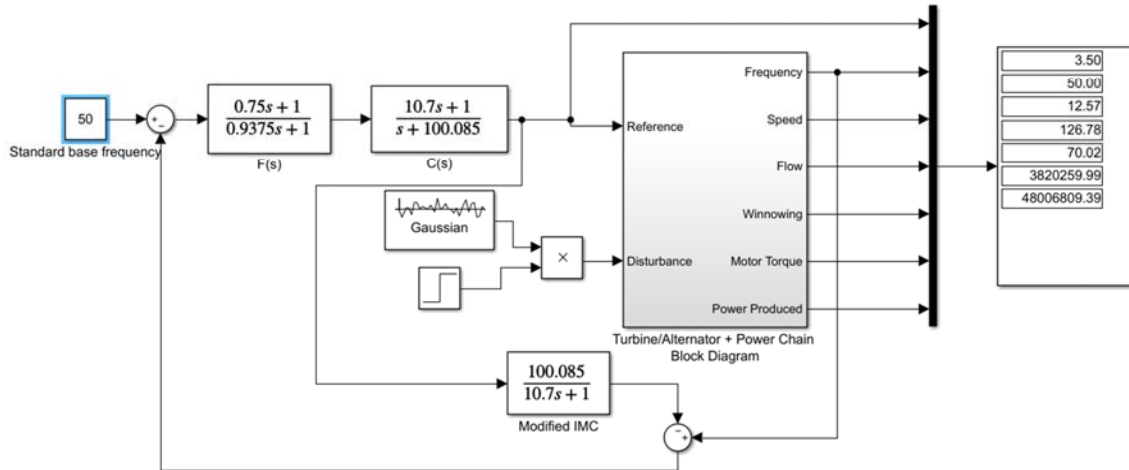 50
Standard base frequency
+
−
0.75s + 1
0.9375s + 1
F(s)
10.7s + 1
s + 100.085
C(s)
Gaussian
×
Reference
Disturbance
Frequency
Speed
Flow
Winnowing
Motor Torque
Power Produced
Turbine/Alternator + Power Chain
Block Diagram
3.50
50.00
12.57
126.78
70.02
3820259.99
48006809.39
100.085
10.7s + 1
Modified IMC
−
+